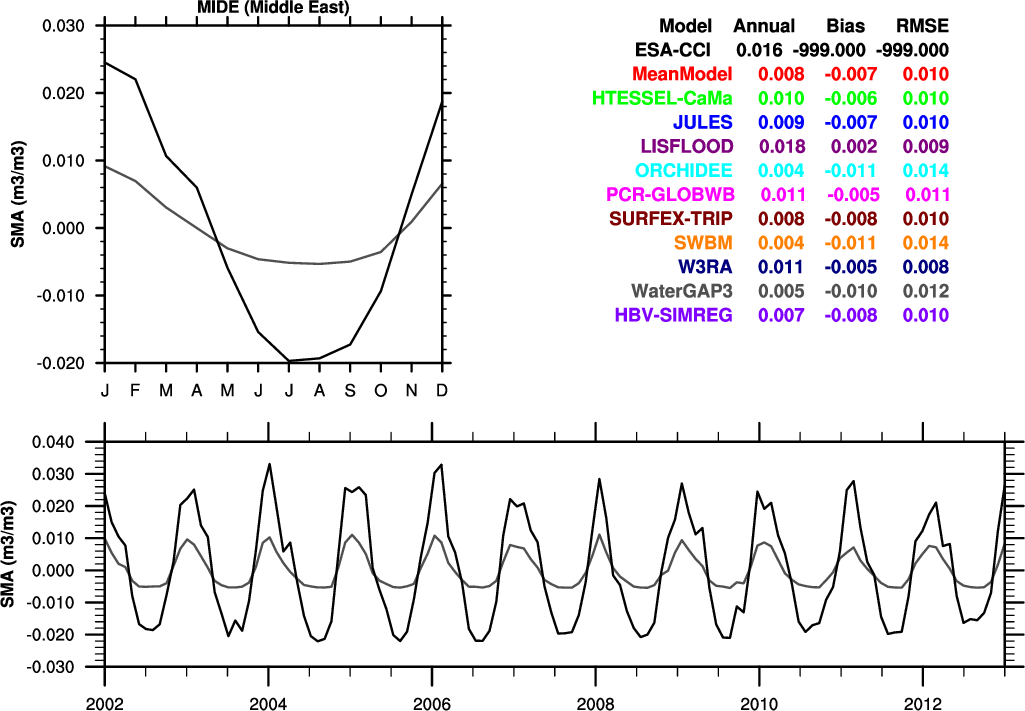 MIDE (Middle East)
0.030
0.020
0.010
0.000
-0.010
-0.020
SMA (m3/m3)
J F M A M J J A S O N D
Model Annual Bias RMSE
ESA-CCI 0.016 -999.000 -999.000
MeanModel 0.008 -0.007 0.010
HTESSEL-CaMa 0.010 -0.006 0.010
JULES 0.009 -0.007 0.010
LISFLOOD 0.018 0.002 0.009
ORCHIDEE 0.004 -0.011 0.014
PCR-GLOBWB 0.011 -0.005 0.011
SURFEX-TRIP 0.008 -0.008 0.010
SWBM 0.004 -0.011 0.014
W3RA 0.011 -0.005 0.008
WaterGAP3 0.005 -0.010 0.012
HBV-SIMREG 0.007 -0.008 0.010
0.040
0.030
0.020
0.010
0.000
-0.010
-0.020
-0.030
SMA (m3/m3)
2002 2004 2006 2008 2010 2012